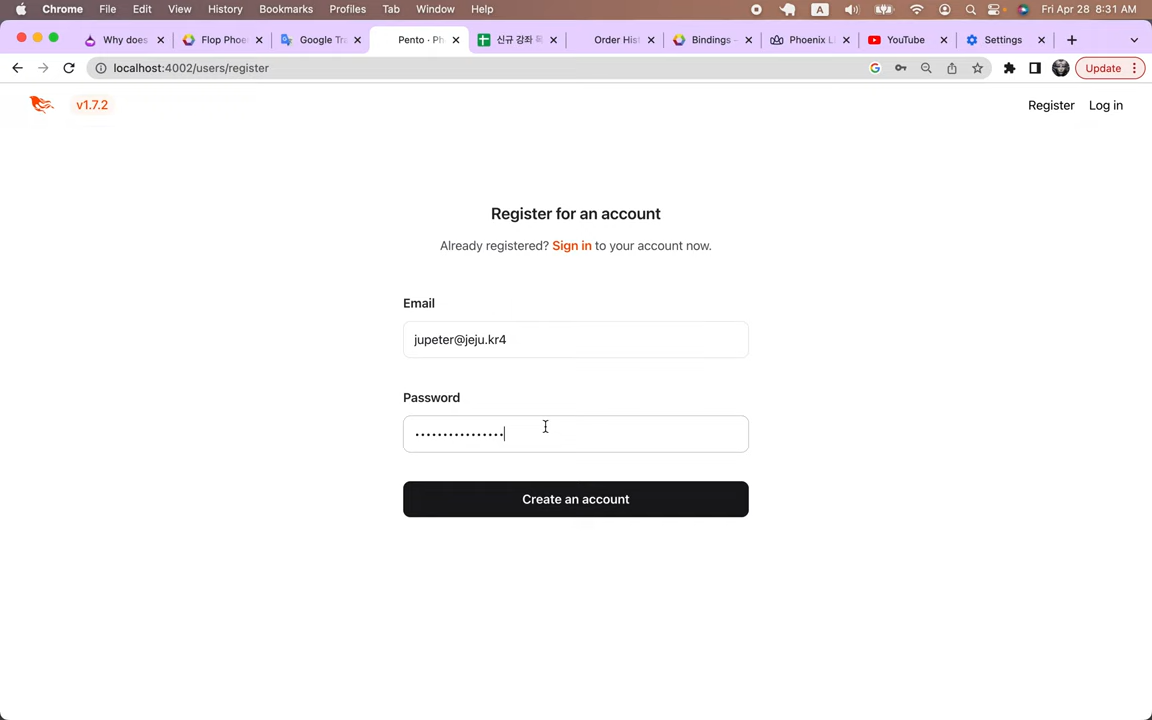 Chrome File Edit View History Bookmarks Profiles Tab Window Help A Fri Apr 28 8:31 AM
Why does Flop Phoe Google Tra Pento · Ph 신규 강좌 목 Order Hist Bindings – Phoenix Li YouTube Settings
localhost:4002/users/register Update
v1.7.2 Register Log in
Register for an account
Already registered? Sign in to your account now.
Email
jupeter@jeju.kr4
Password
••••••••••••••••
Create an account